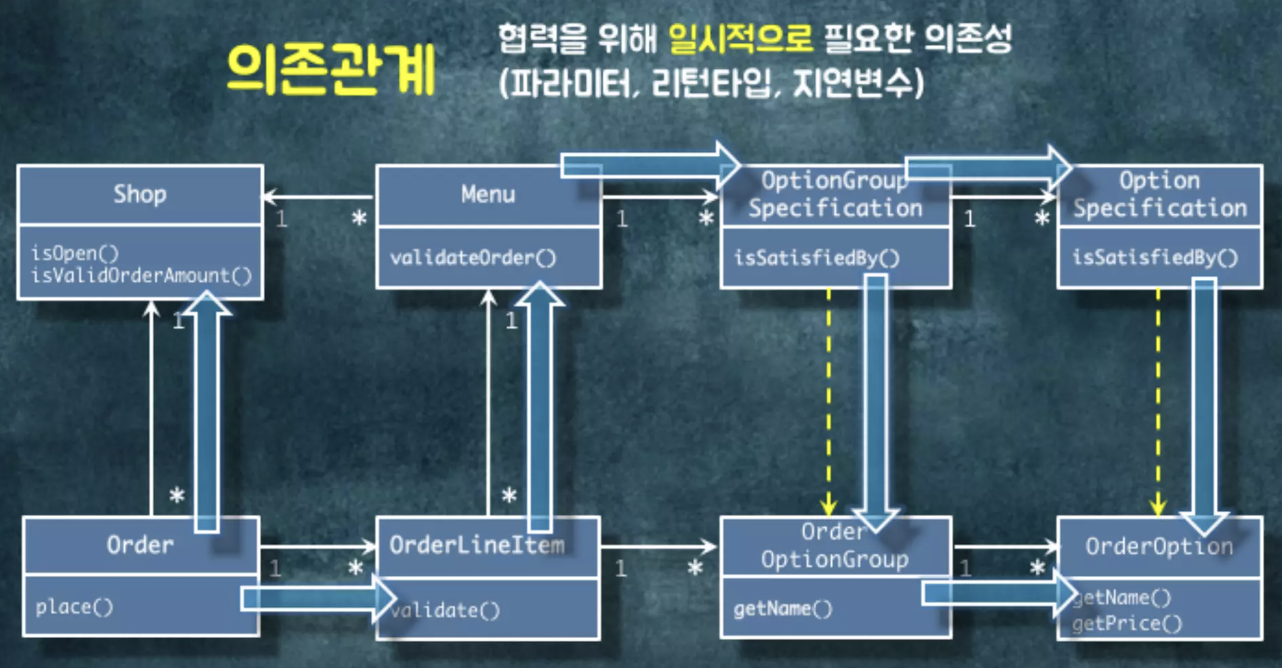 의존관계
협력을 위해 일시적으로 필요한 의존성
(파라미터, 리턴타입, 지연변수)
Shop
isOpen()
isValidOrderAmount()
1
*
Menu
validateOrder()
1
*
OptionGroup
Specification
isSatisfiedBy()
1
*
Option
Specification
isSatisfiedBy()
1
*
1
*
Order
place()
1
*
OrderLineItem
validate()
1
*
Order
OptionGroup
getName()
1
*
OrderOption
getName()
getPrice()